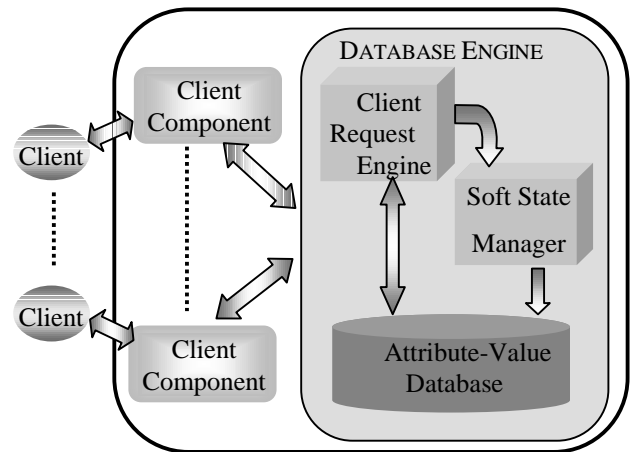 DATABASE ENGINE
Client
Component
Client
Request
Engine
Client
Soft State
Manager
Client
Client
Component
Attribute-Value
Database